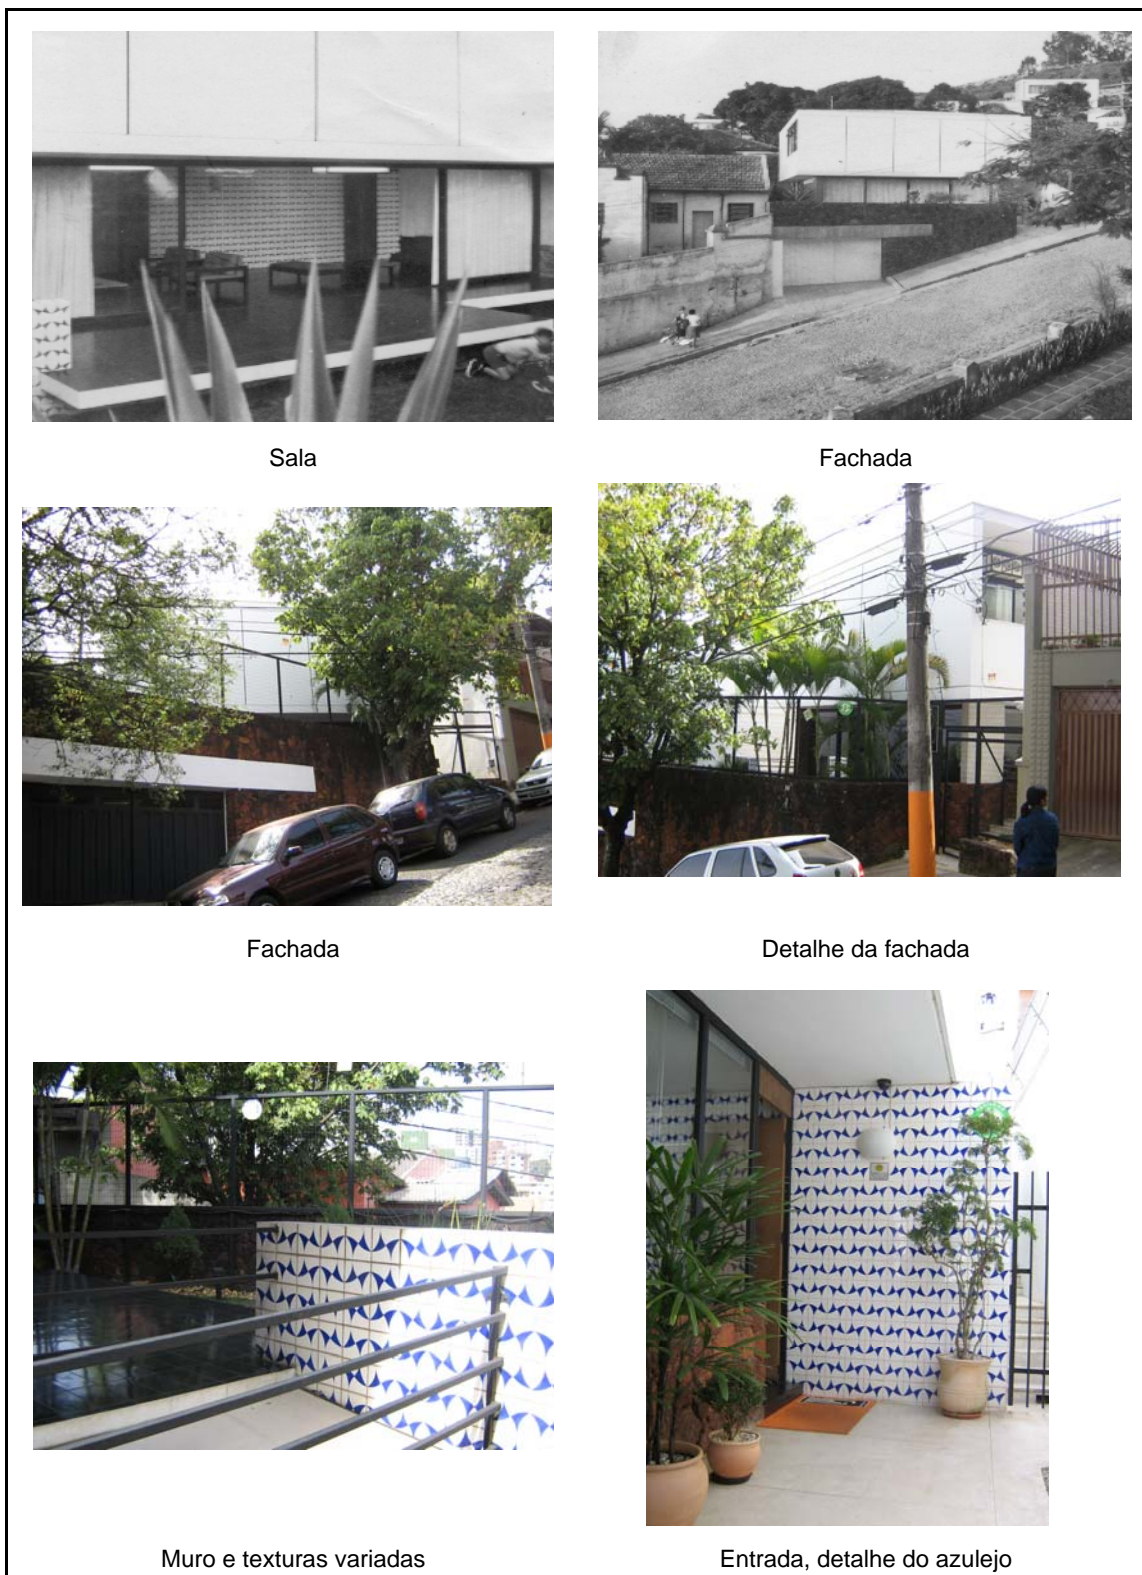 Sala
Fachada
Fachada
Detalhe da fachada
Muro e texturas variadas
Entrada, detalhe do azulejo